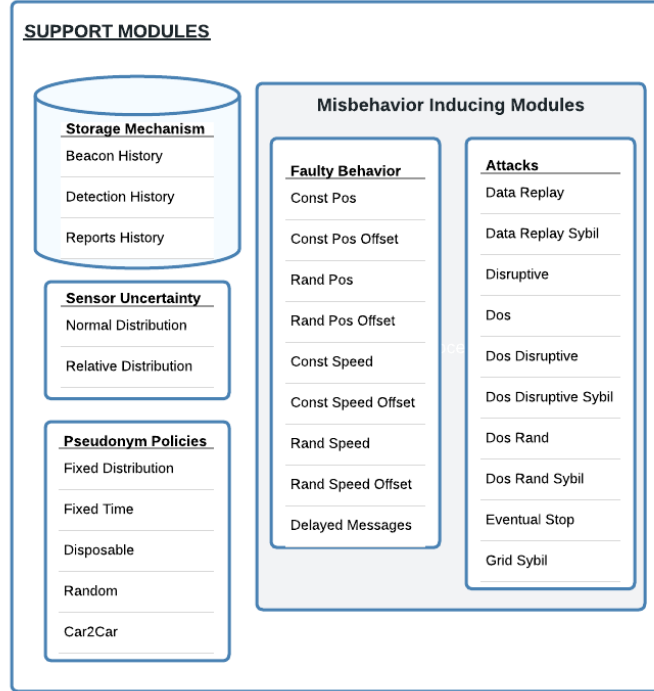 SUPPORT MODULES
Storage Mechanism
Beacon History
Detection History
Reports History
Sensor Uncertainty
Normal Distribution
Relative Distribution
Pseudonym Policies
Fixed Distribution
Fixed Time
Disposable
Random
Car2Car
Misbehavior Inducing Modules
Faulty Behavior
Const Pos
Const Pos Offset
Rand Pos
Rand Pos Offset
Const Speed
Const Speed Offset
Rand Speed
Rand Speed Offset
Delayed Messages
Attacks
Data Replay
Data Replay Sybil
Disruptive
Dos
Dos Disruptive
Dos Disruptive Sybil
Dos Rand
Dos Rand Sybil
Eventual Stop
Grid Sybil